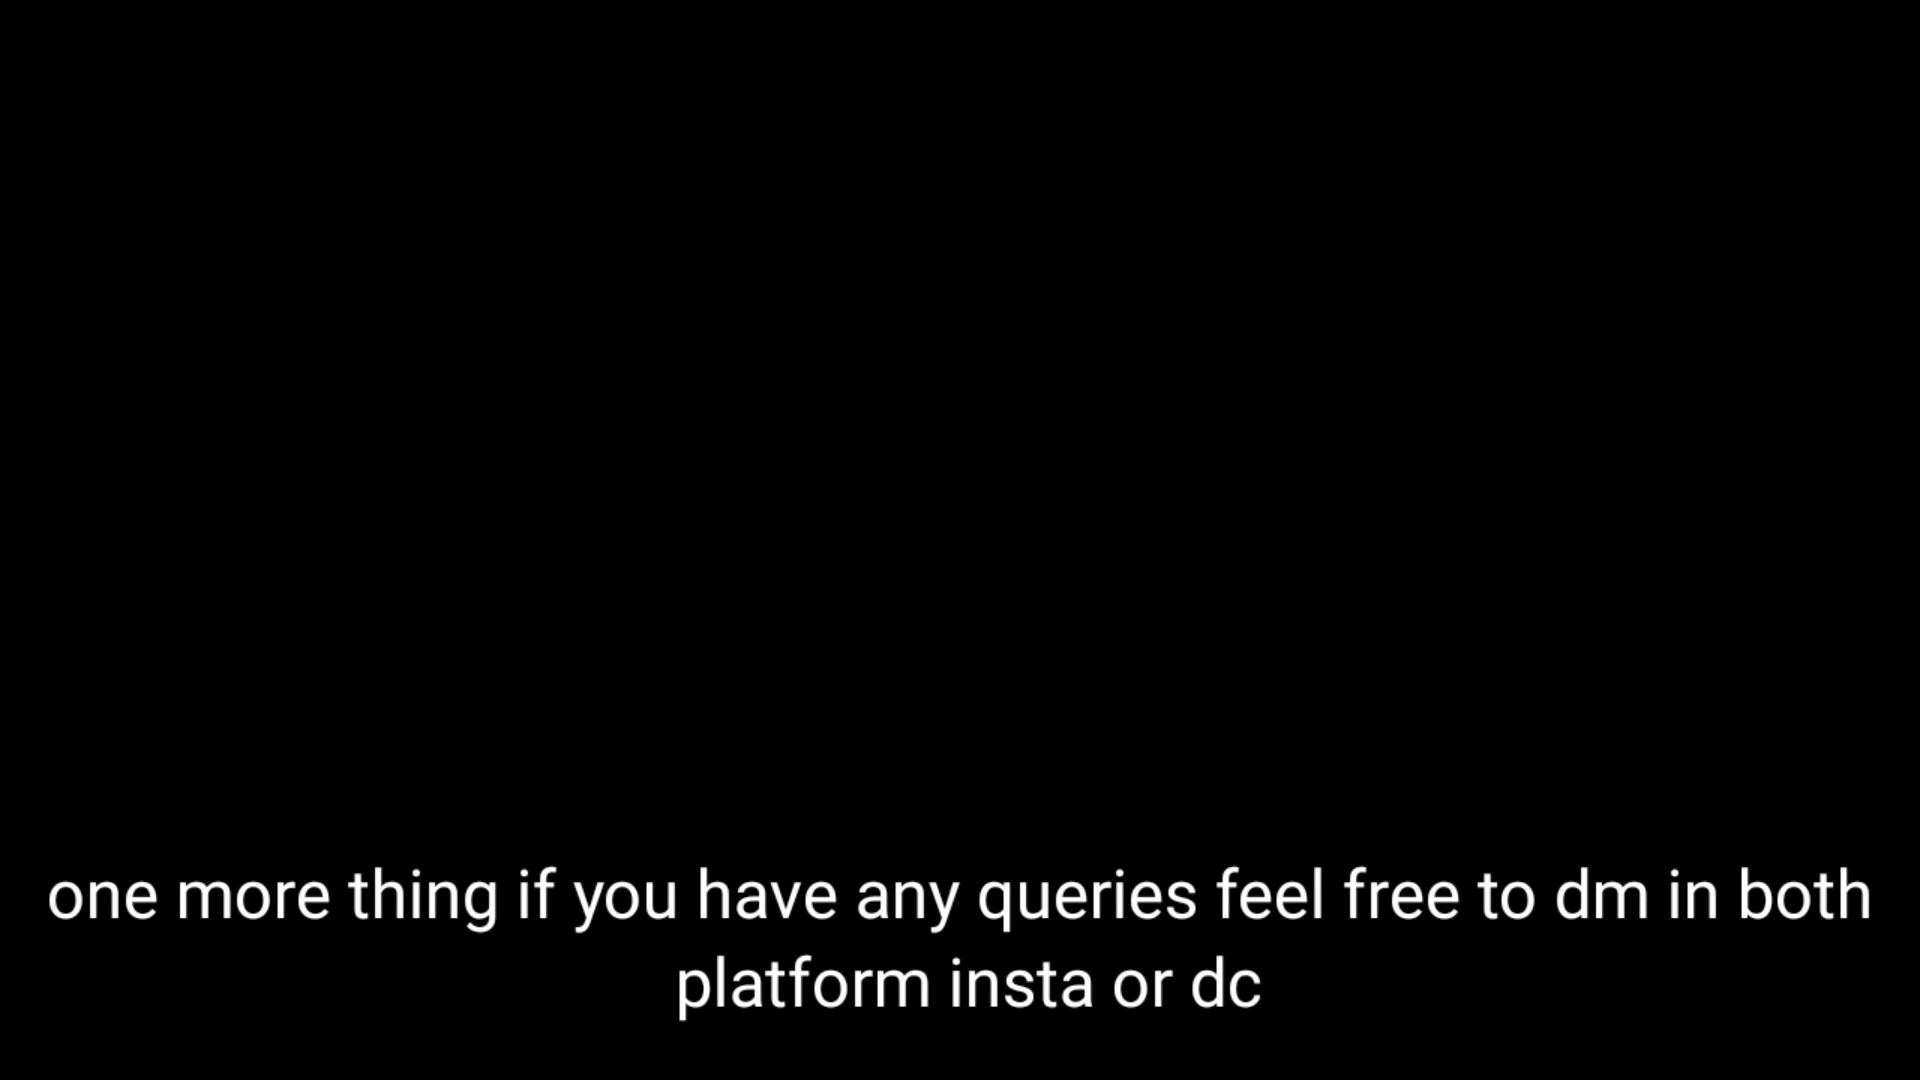 one more thing if you have any queries feel free to dm in both
platform insta or dc